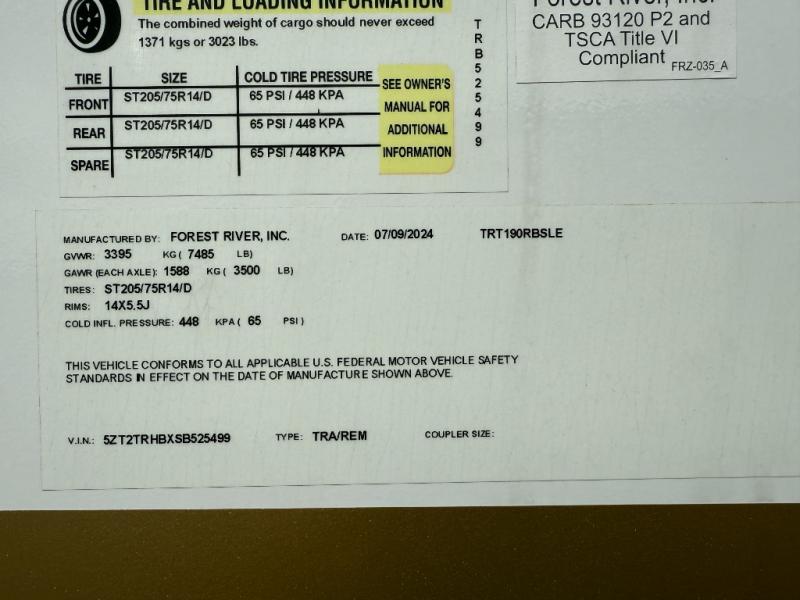 TIRE AND LOADING INFORMATION
The combined weight of cargo should never exceed
1371 kgs or 3023 lbs.
TIRE SIZE COLD TIRE PRESSURE
FRONT ST205/75R14/D 65 PSI / 448 KPA
REAR ST205/75R14/D 65 PSI / 448 KPA
SPARE ST205/75R14/D 65 PSI / 448 KPA
SEE OWNER'S
MANUAL FOR
ADDITIONAL
INFORMATION
TRB525499
Forest River, Inc.
CARB 93120 P2 and
TSCA Title VI
Compliant
FRZ-035_A
MANUFACTURED BY: FOREST RIVER, INC. DATE: 07/09/2024 TRT190RBSLE
GVWR: 3395 KG( 7485 LB)
GAWR (EACH AXLE): 1588 KG ( 3500 LB)
TIRES: ST205/75R14/D
RIMS: 14X5.5J
COLD INFL. PRESSURE: 448 KPA ( 65 PSI )
THIS VEHICLE CONFORMS TO ALL APPLICABLE U.S. FEDERAL MOTOR VEHICLE SAFETY
STANDARDS IN EFFECT ON THE DATE OF MANUFACTURE SHOWN ABOVE.
V.I.N.: 5ZT2TRHBXSB525499 TYPE: TRA/REM COUPLER SIZE: